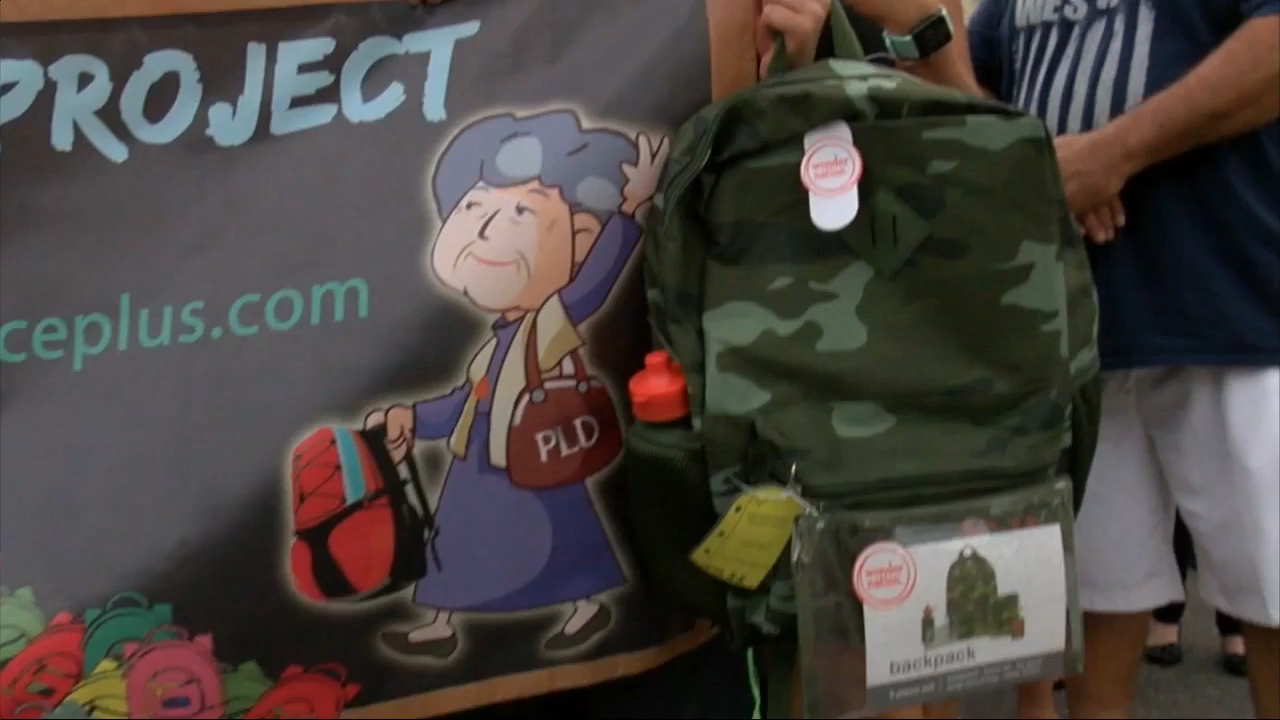 PROJECT
ceplus.com
PLD
wonder
nation
wonder
nation
backpack